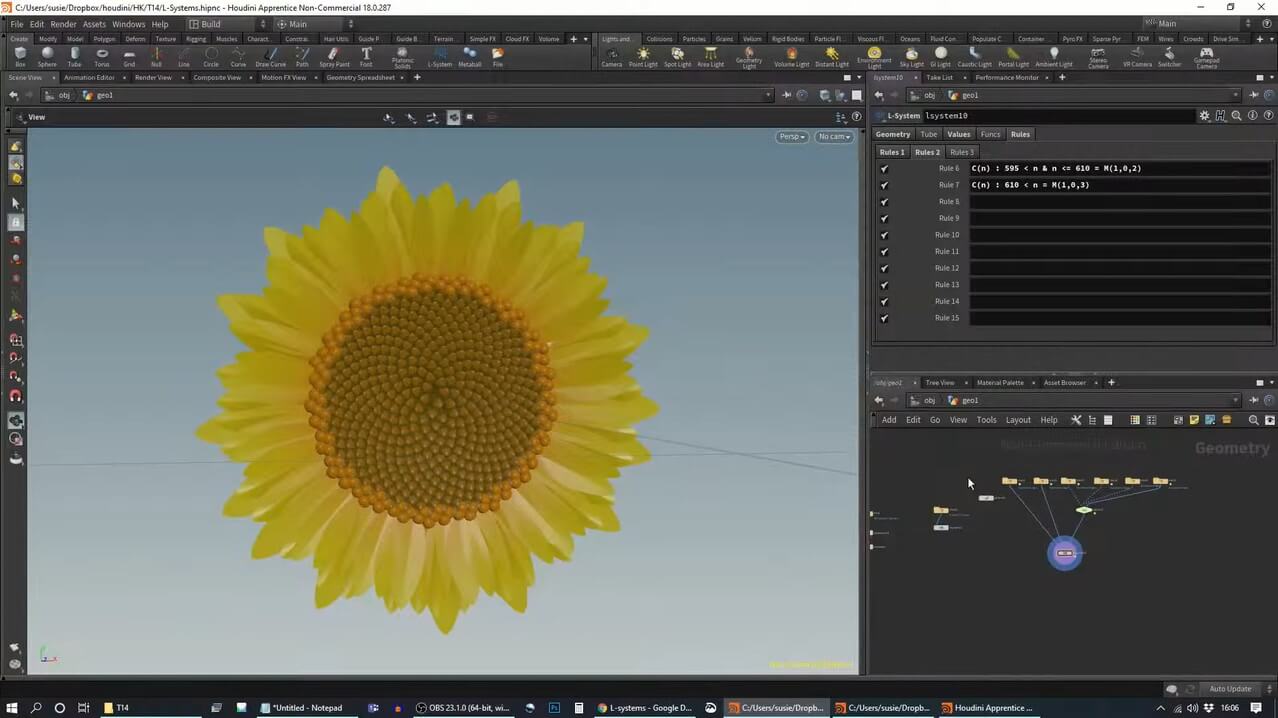 C:/Users/susie/Dropbox/houdini/HK/T14/L-Systems.hipnc - Houdini Apprentice Non-Commercial 18.0.287
File Edit Render Assets Windows Help Build Main Main
Create Modify Model Polygon Deform Texture Rigging Muscles Charact... Constrai... Hair Utils Guide P... Guide B... Terrain... Simple FX Cloud FX Volume
Lights and... Collisions Particles Grains Vellum Rigid Bodies Particle Fl... Viscous Fl... Oceans Fluid Con... Populate C... Container... Pyro FX Sparse Pyr... FEM Wires Crowds Drive Sim...
Box Sphere Tube Torus Grid Null Line Circle Curve Draw Curve Path Spray Paint Font Platonic Solids L-System Metaball File
Camera Point Light Spot Light Area Light Geometry Light Volume Light Distant Light Environment Light Sky Light GI Light Caustic Light Portal Light Ambient Light Stereo Camera VR Camera Switcher Gamepad Camera
Scene View Animation Editor Render View Composite View Motion FX View Geometry Spreadsheet
lsystem10 Take List Performance Monitor
obj geo1
obj geo1
View
Persp No cam
L-System lsystem10
Geometry Tube Values Funcs Rules
Rules 1 Rules 2 Rules 3
Rule 6 C(n) : 595 < n & n <= 610 = M(1,0,2)
Rule 7 C(n) : 610 < n = M(1,0,3)
Rule 8
Rule 9
Rule 10
Rule 11
Rule 12
Rule 13
Rule 14
Rule 15
/obj/geo1 Tree View Material Palette Asset Browser
obj geo1
Add Edit Go View Tools Layout Help
Non-Commercial Edition
Geometry
Auto Update
T14
*Untitled - Notepad
OBS 23.1.0 (64-bit, w...
L-systems - Google D...
C:/Users/susie/Dropb...
C:/Users/susie/Dropb...
Houdini Apprentice ...
16:06